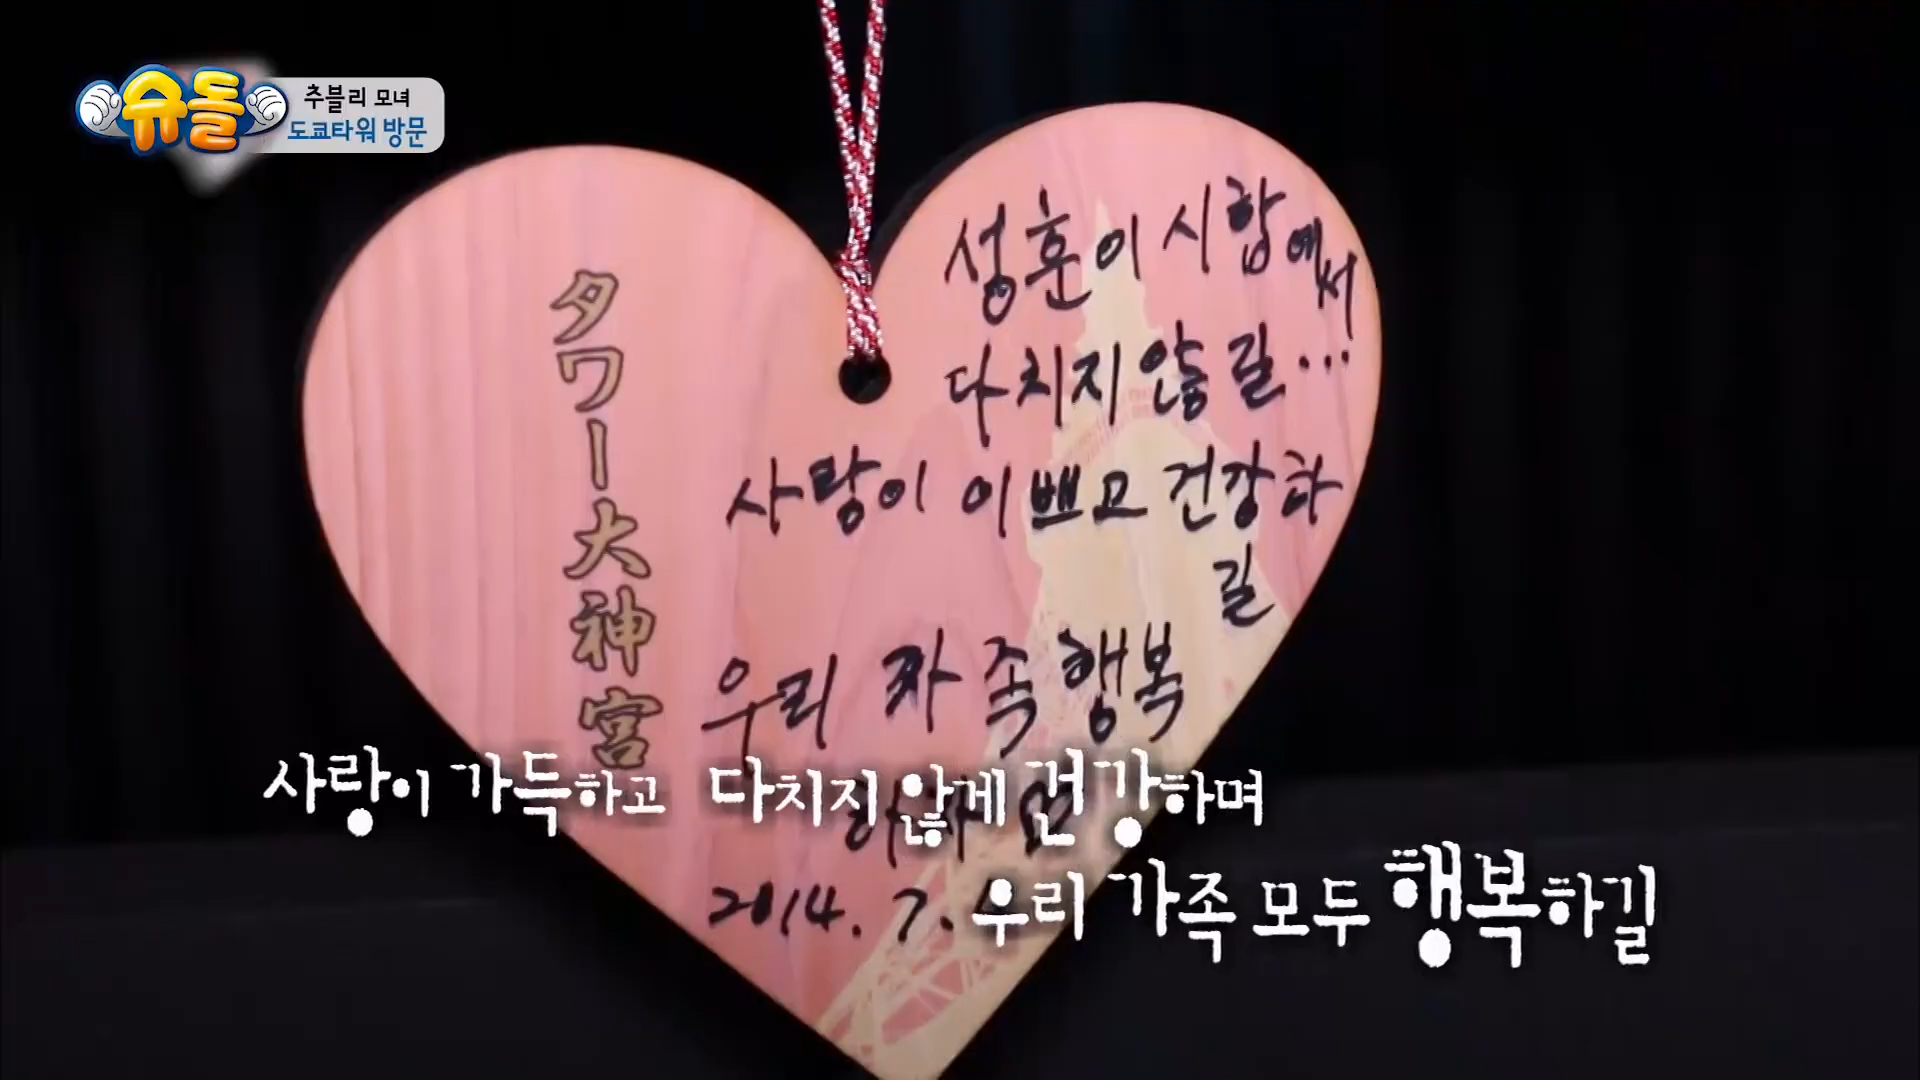 슈돌
추블리 모녀
도쿄타워 방문
タワー大神宮
성훈이 시합에서
다치지 않길...
사랑이 이쁘고 건강하
길
우리 가족 행복
2014. 7.
사랑이 가득하고 다치지 않게 건강하며
우리 가족 모두 행복하길